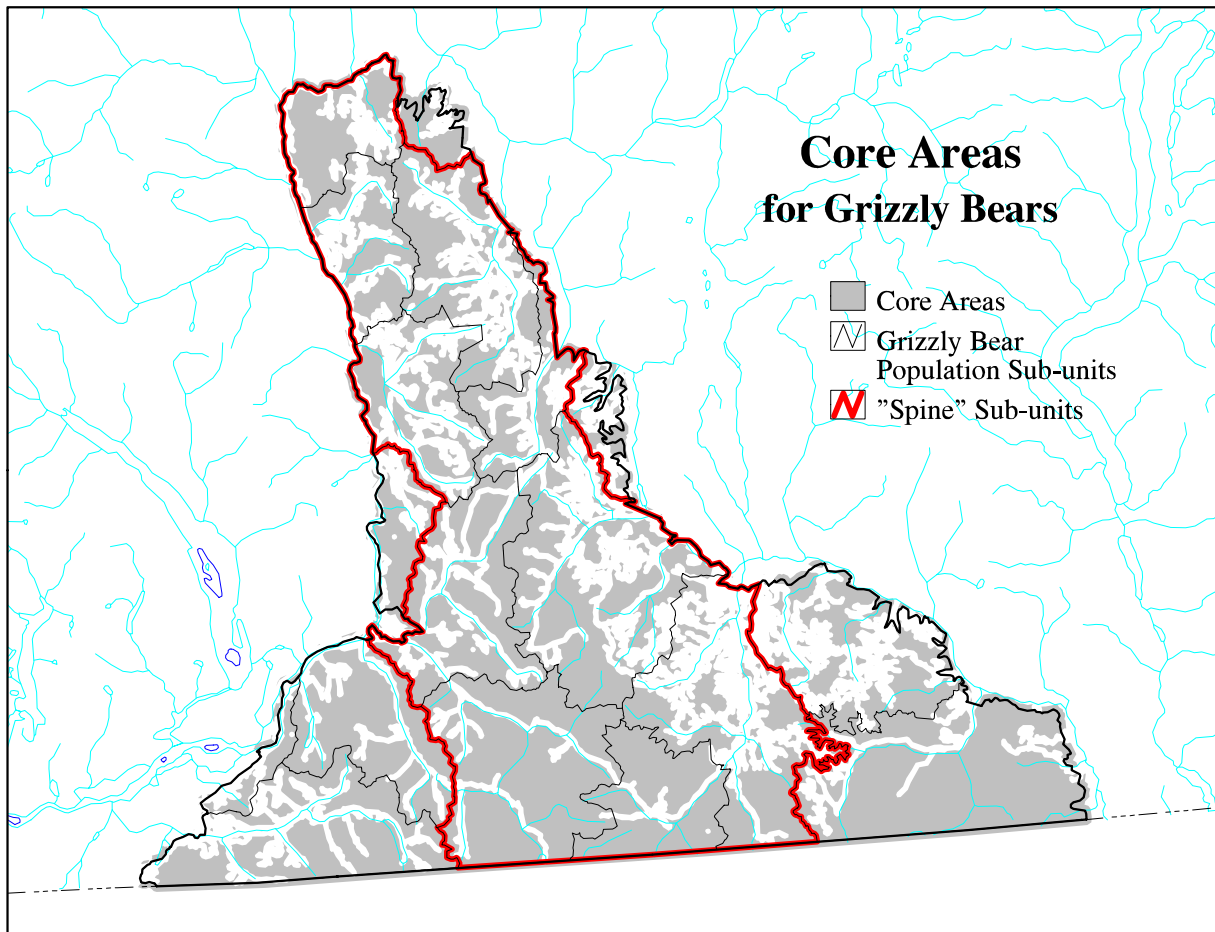 Core Areas
for Grizzly Bears
Core Areas
Grizzly Bear
Population Sub-units
”Spine” Sub-units